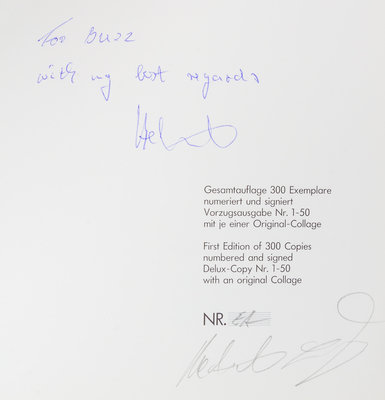 For Buzz
with my best regards
Gesamtauflage 300 Exemplare
numeriert und signiert
Vorzugsausgabe Nr. 1-50
mit je einer Original-Collage
First Edition of 300 Copies
numbered and signed
Delux-Copy Nr. 1-50
with an original Collage
NR.